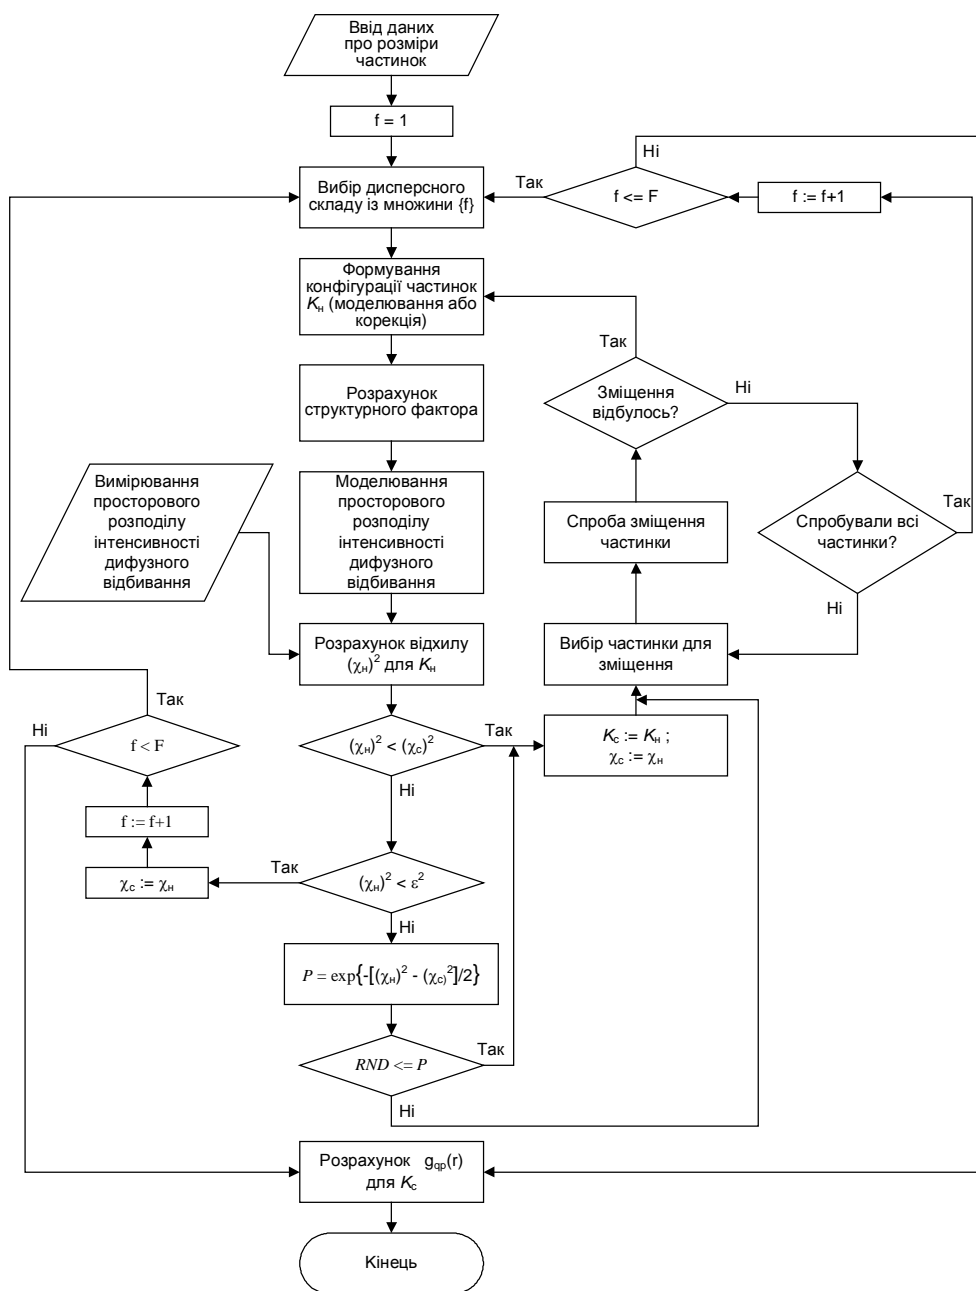 Ввід даних
про розміри
частинок
f = 1
Ні
Вибір дисперсного
складу із множини {f}
Так
f <= F
f := f+1
Формування
конфігурації частинок
Kн (моделювання або
корекція)
Так
Розрахунок
структурного фактора
Зміщення
відбулось?
Ні
Вимірювання
просторового
розподілу
інтенсивності
дифузного
відбивання
Моделювання
просторового
розподілу
інтенсивності
дифузного
відбивання
Спроба зміщення
частинки
Спробували всі
частинки?
Так
Ні
Розрахунок відхилу
(χн)² для Kн
Вибір частинки для
зміщення
Так
Ні
f < F
(χн)² < (χс)²
Так
Kс := Kн ;
χс := χн
Ні
f := f+1
Так
χс := χн
(χн)² < ε²
Ні
P = exp{-[(χн)² - (χс)²]/2}
RND <= P
Так
Ні
Розрахунок gqp(r)
для Kс
Кінець